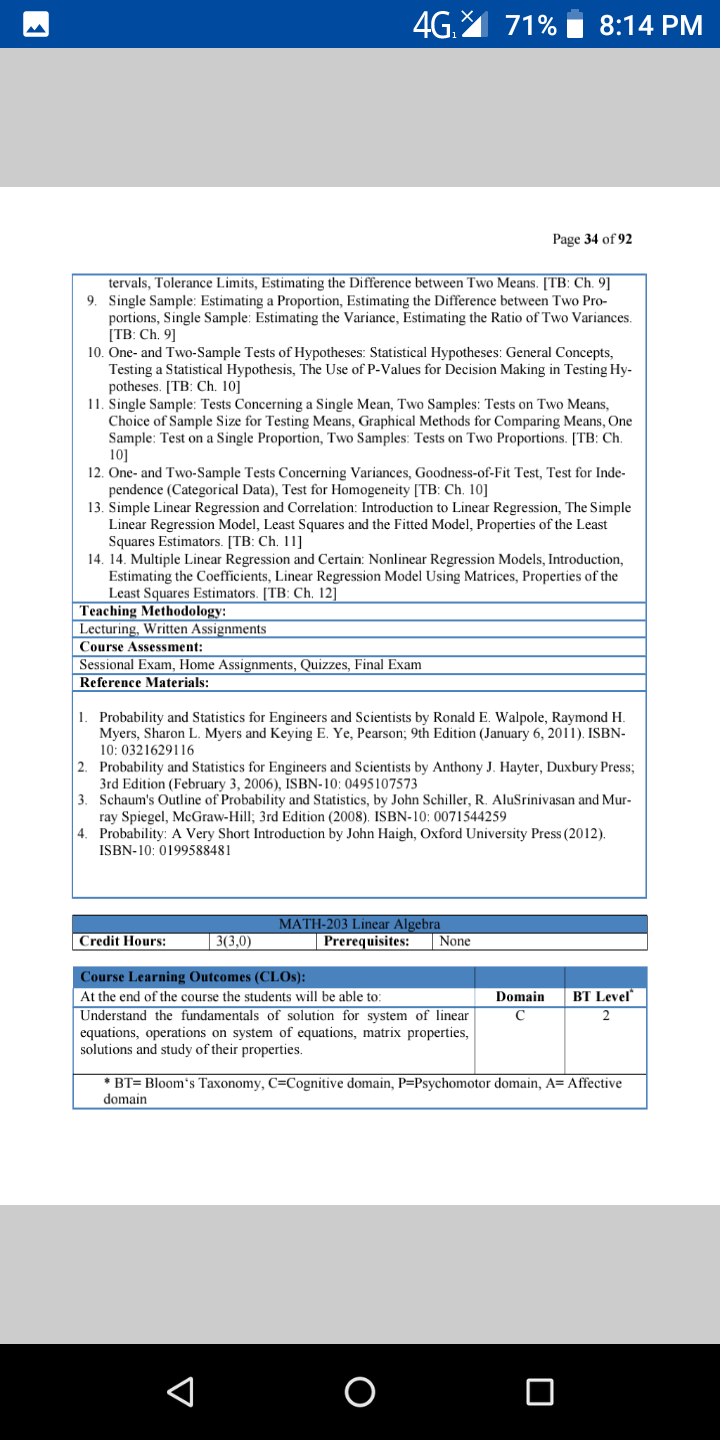 4G 1 71% 8:14 PM
Page 34 of 92
tervals, Tolerance Limits, Estimating the Difference between Two Means. [TB: Ch. 9]
9. Single Sample: Estimating a Proportion, Estimating the Difference between Two Pro-
portions, Single Sample: Estimating the Variance, Estimating the Ratio of Two Variances.
[TB: Ch. 9]
10. One- and Two-Sample Tests of Hypotheses: Statistical Hypotheses: General Concepts,
Testing a Statistical Hypothesis, The Use of P-Values for Decision Making in Testing Hy-
potheses. [TB: Ch. 10]
11. Single Sample: Tests Concerning a Single Mean, Two Samples: Tests on Two Means,
Choice of Sample Size for Testing Means, Graphical Methods for Comparing Means, One
Sample: Test on a Single Proportion, Two Samples: Tests on Two Proportions. [TB: Ch.
10]
12. One- and Two-Sample Tests Concerning Variances, Goodness-of-Fit Test, Test for Inde-
pendence (Categorical Data), Test for Homogeneity [TB: Ch. 10]
13. Simple Linear Regression and Correlation: Introduction to Linear Regression, The Simple
Linear Regression Model, Least Squares and the Fitted Model, Properties of the Least
Squares Estimators. [TB: Ch. 11]
14. 14. Multiple Linear Regression and Certain: Nonlinear Regression Models, Introduction,
Estimating the Coefficients, Linear Regression Model Using Matrices, Properties of the
Least Squares Estimators. [TB: Ch. 12]
Teaching Methodology:
Lecturing, Written Assignments
Course Assessment:
Sessional Exam, Home Assignments, Quizzes, Final Exam
Reference Materials:
1. Probability and Statistics for Engineers and Scientists by Ronald E. Walpole, Raymond H.
Myers, Sharon L. Myers and Keying E. Ye, Pearson; 9th Edition (January 6, 2011). ISBN-
10: 0321629116
2. Probability and Statistics for Engineers and Scientists by Anthony J. Hayter, Duxbury Press;
3rd Edition (February 3, 2006), ISBN-10: 0495107573
3. Schaum's Outline of Probability and Statistics, by John Schiller, R. AluSrinivasan and Mur-
ray Spiegel, McGraw-Hill; 3rd Edition (2008). ISBN-10: 0071544259
4. Probability: A Very Short Introduction by John Haigh, Oxford University Press (2012).
ISBN-10: 0199588481
MATH-203 Linear Algebra
Credit Hours: 3(3,0) Prerequisites: None
Course Learning Outcomes (CLOs):
At the end of the course the students will be able to: Domain BT Level*
Understand the fundamentals of solution for system of linear C 2
equations, operations on system of equations, matrix properties,
solutions and study of their properties.
* BT= Bloom‘s Taxonomy, C=Cognitive domain, P=Psychomotor domain, A= Affective
domain